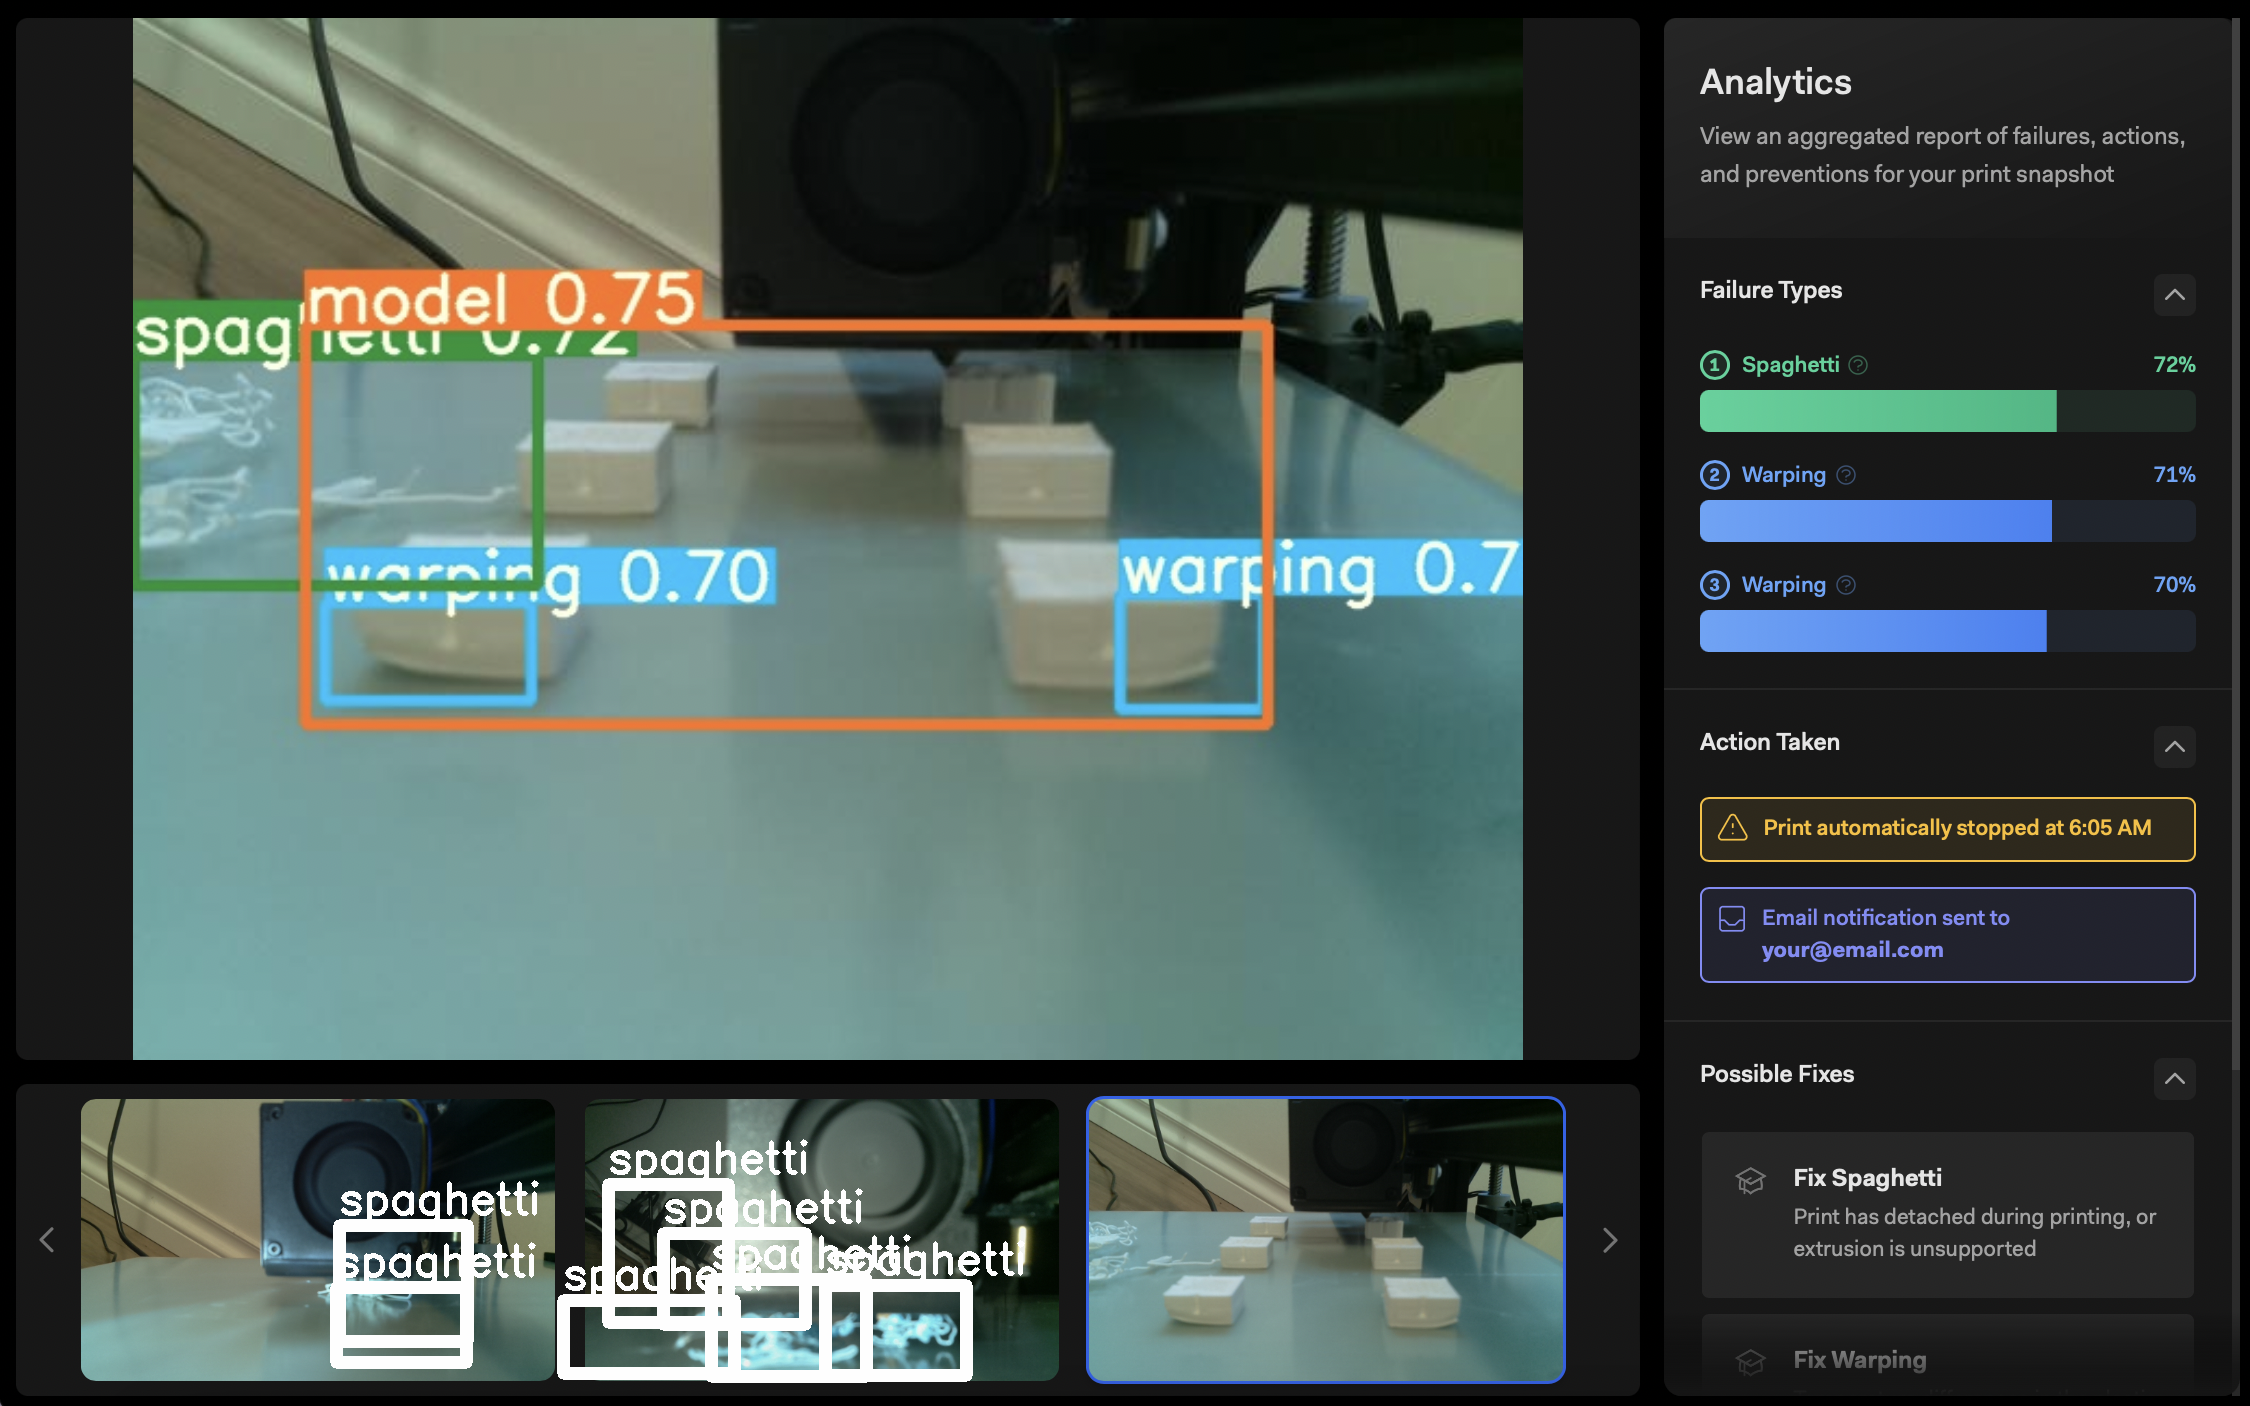 model 0.75
spaghetti 0.72
warping 0.70
warping 0.7
spaghetti
spaghetti
spaghetti
spaghetti
spaghetti
spaghetti
spaghetti
Analytics
View an aggregated report of failures, actions,
and preventions for your print snapshot
Failure Types
1 Spaghetti ? 72%
2 Warping ? 71%
3 Warping ? 70%
Action Taken
Print automatically stopped at 6:05 AM
Email notification sent to
your@email.com
Possible Fixes
Fix Spaghetti
Print has detached during printing, or
extrusion is unsupported
Fix Warping